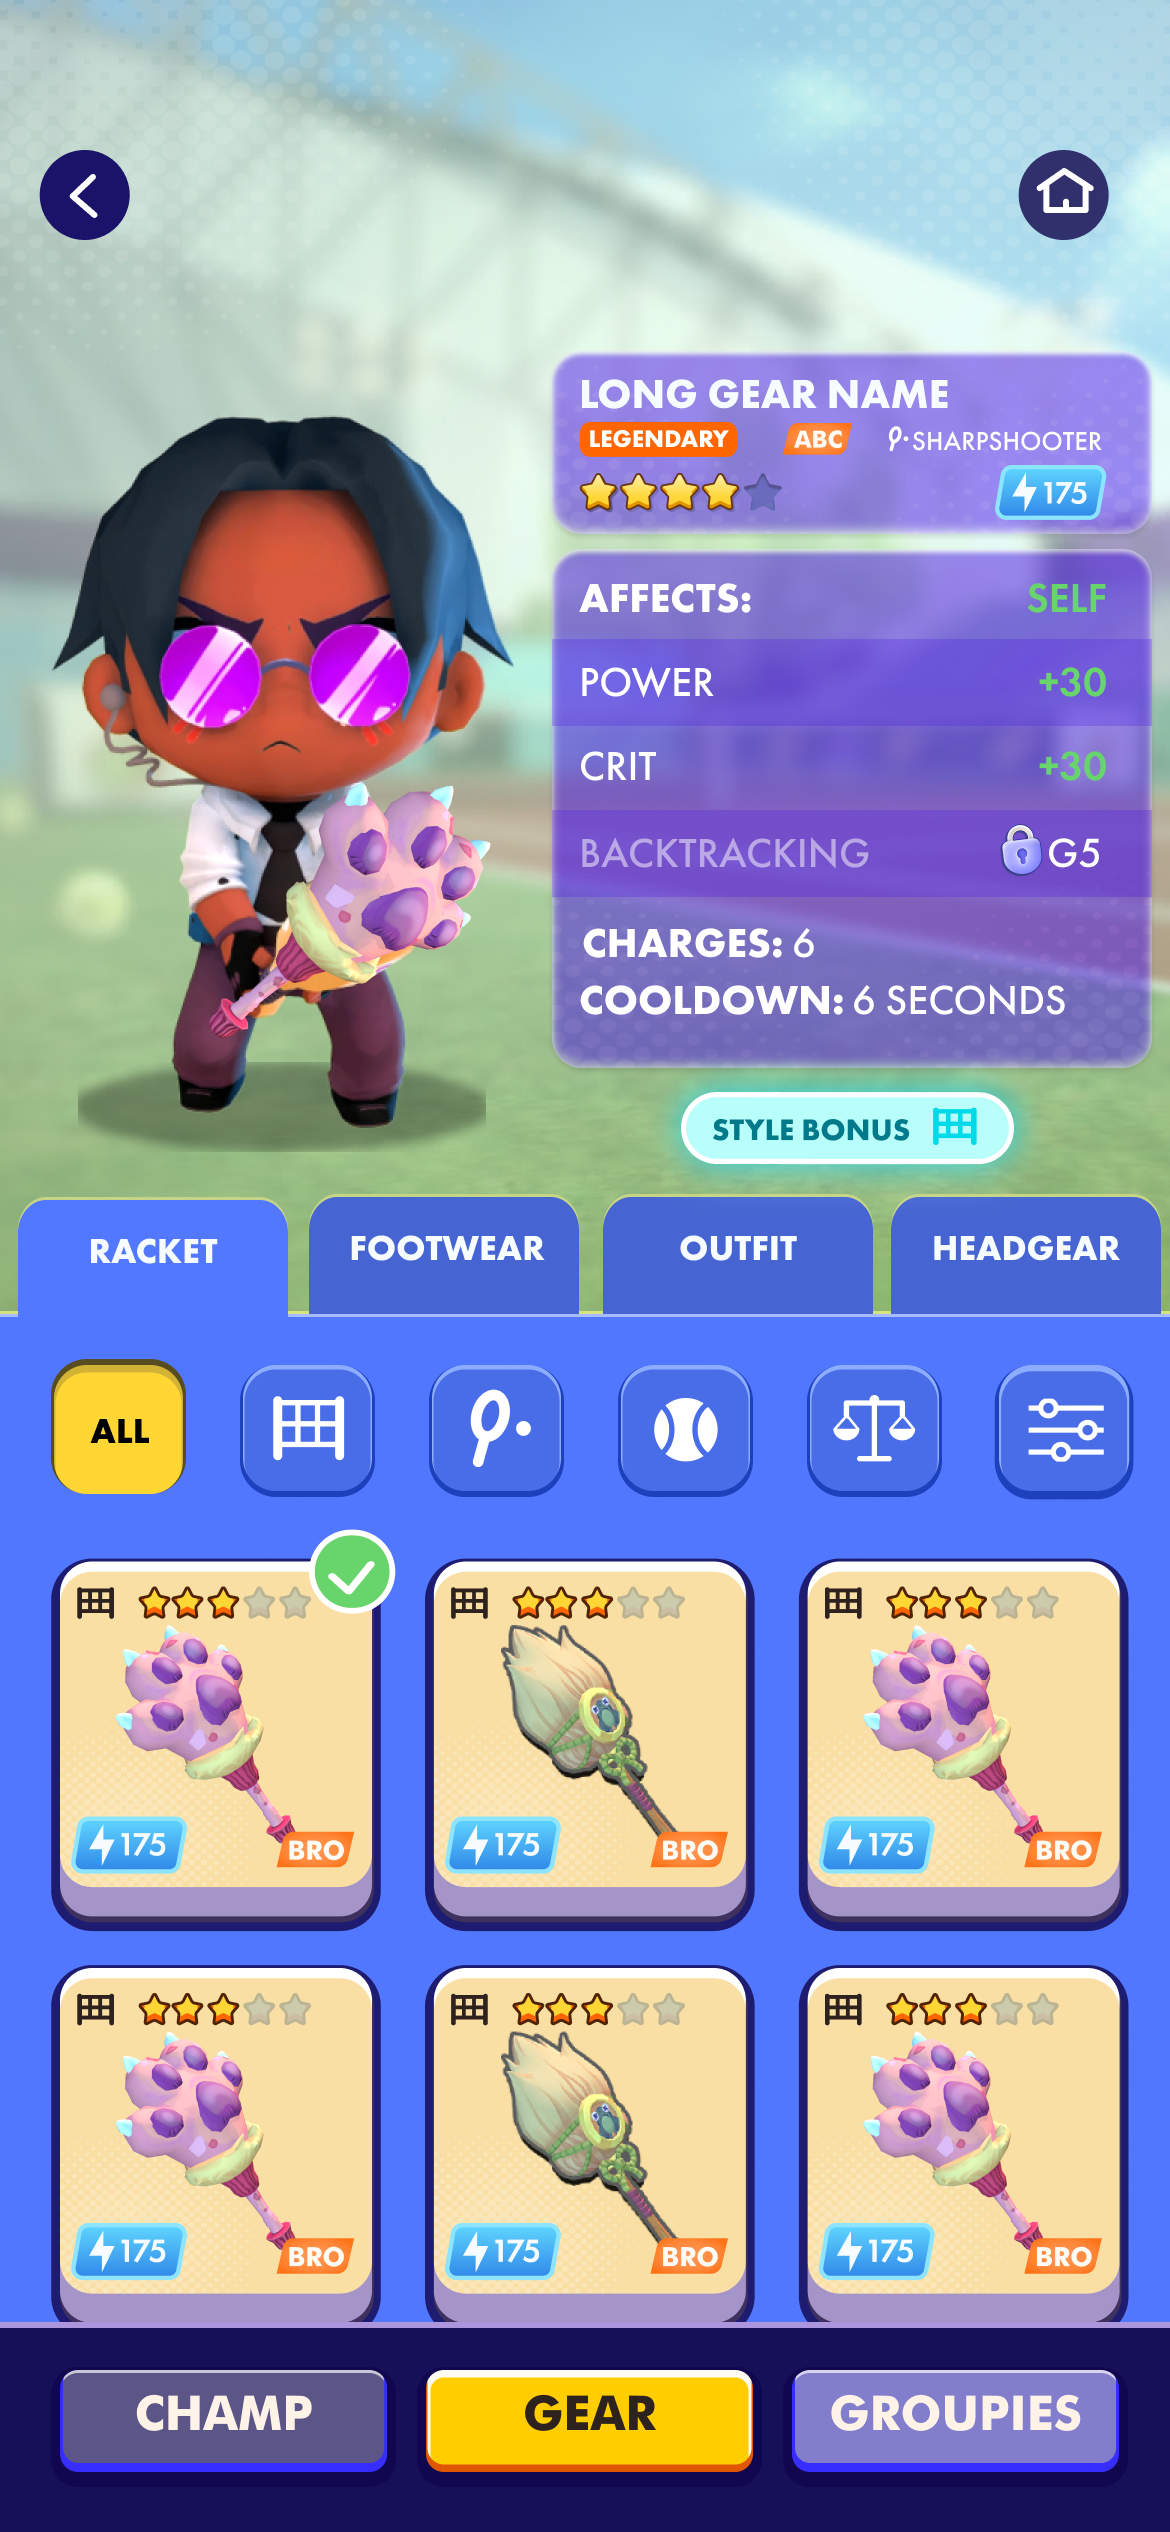 LONG GEAR NAME
LEGENDARY ABC SHARPSHOOTER
175
AFFECTS: SELF
POWER +30
CRIT +30
BACKTRACKING G5
CHARGES: 6
COOLDOWN: 6 SECONDS
STYLE BONUS
RACKET FOOTWEAR OUTFIT HEADGEAR
ALL
175 BRO 175 BRO 175 BRO
175 BRO 175 BRO 175 BRO
CHAMP GEAR GROUPIES